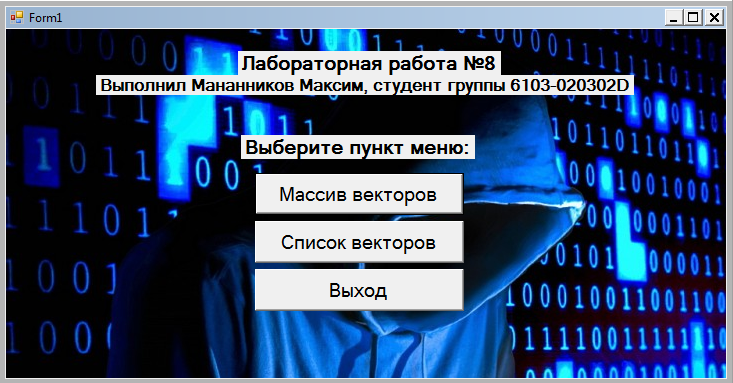 Form1
Лабораторная работа №8
Выполнил Мананников Максим, студент группы 6103-020302D
Выберите пункт меню:
Массив векторов
Список векторов
Выход